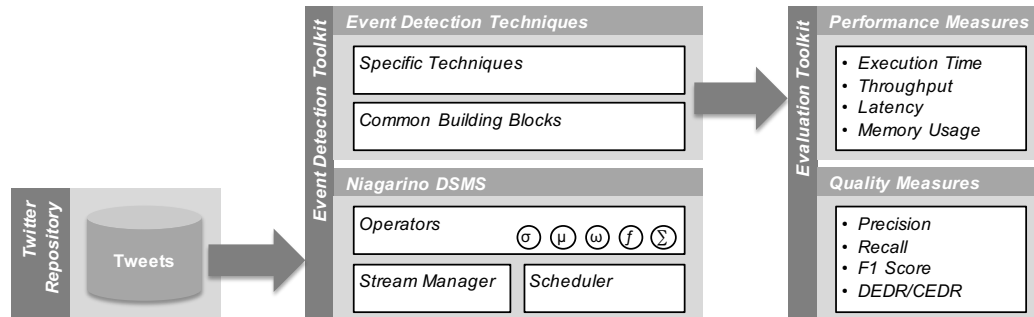 Twitter
Repository
Tweets
Event Detection Toolkit
Event Detection Techniques
Specific Techniques
Common Building Blocks
Niagarino DSMS
Operators
σ μ ω ƒ Σ
Stream Manager
Scheduler
Evaluation Toolkit
Performance Measures
• Execution Time
• Throughput
• Latency
• Memory Usage
Quality Measures
• Precision
• Recall
• F1 Score
• DEDR/CEDR